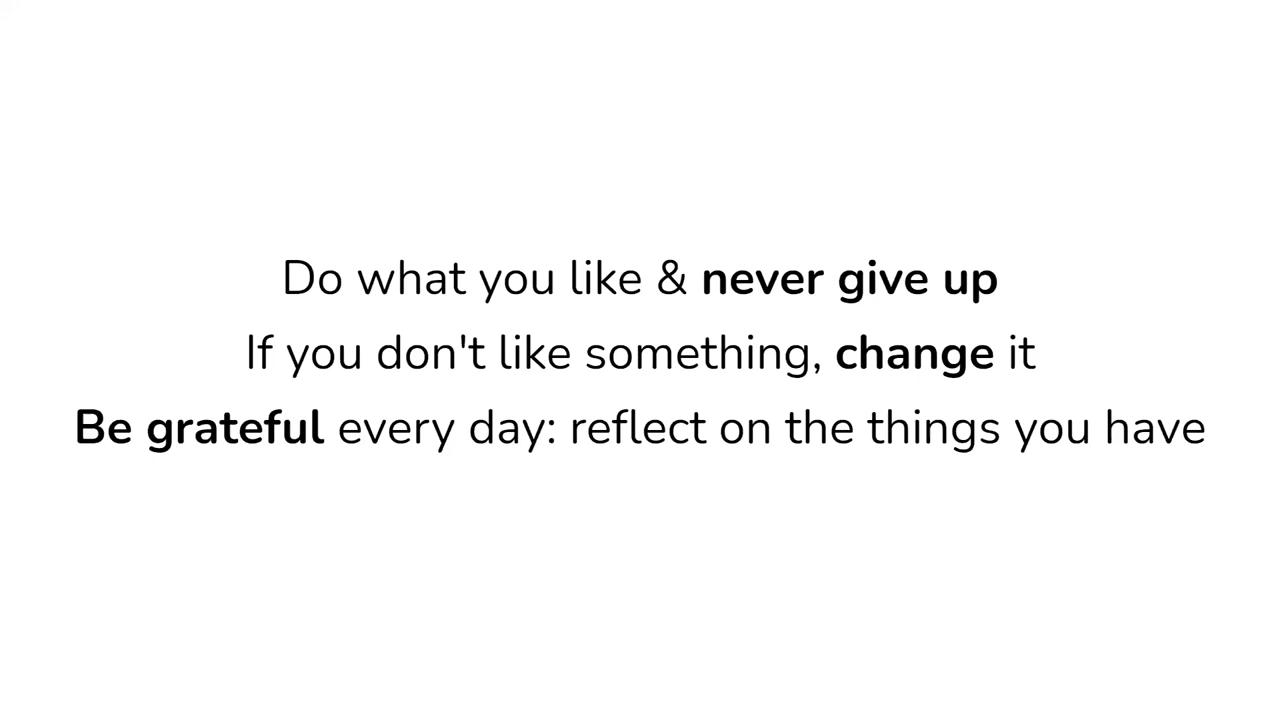 Do what you like & never give up
If you don't like something, change it
Be grateful every day: reflect on the things you have